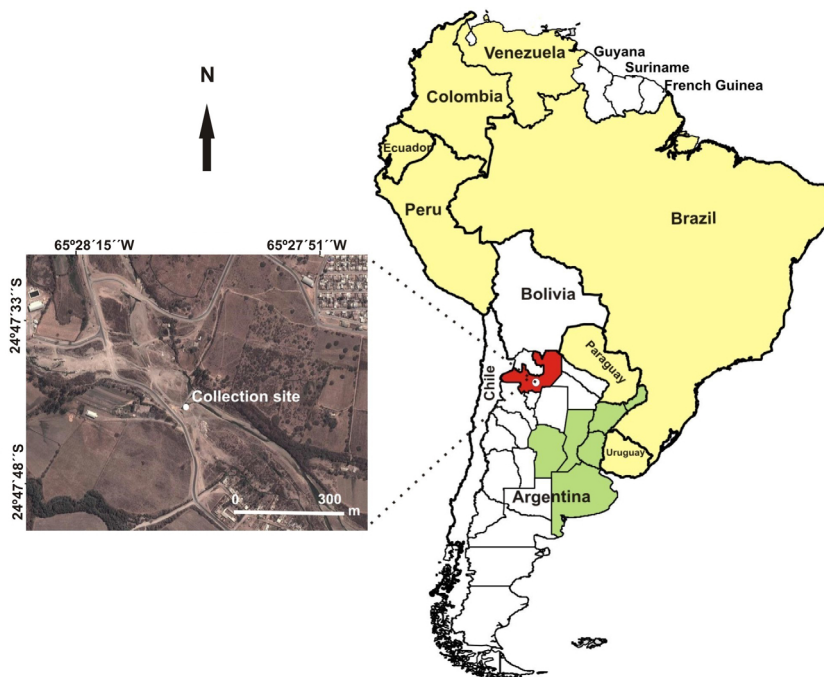 N
Venezuela
Guyana
Suriname
French Guinea
Colombia
Ecuador
Peru
Brazil
Bolivia
Paraguay
Chile
Uruguay
Argentina
65º28´15´´W
65º27´51´´W
24º47´33´´S
24º47´48´´S
Collection site
0
300
m